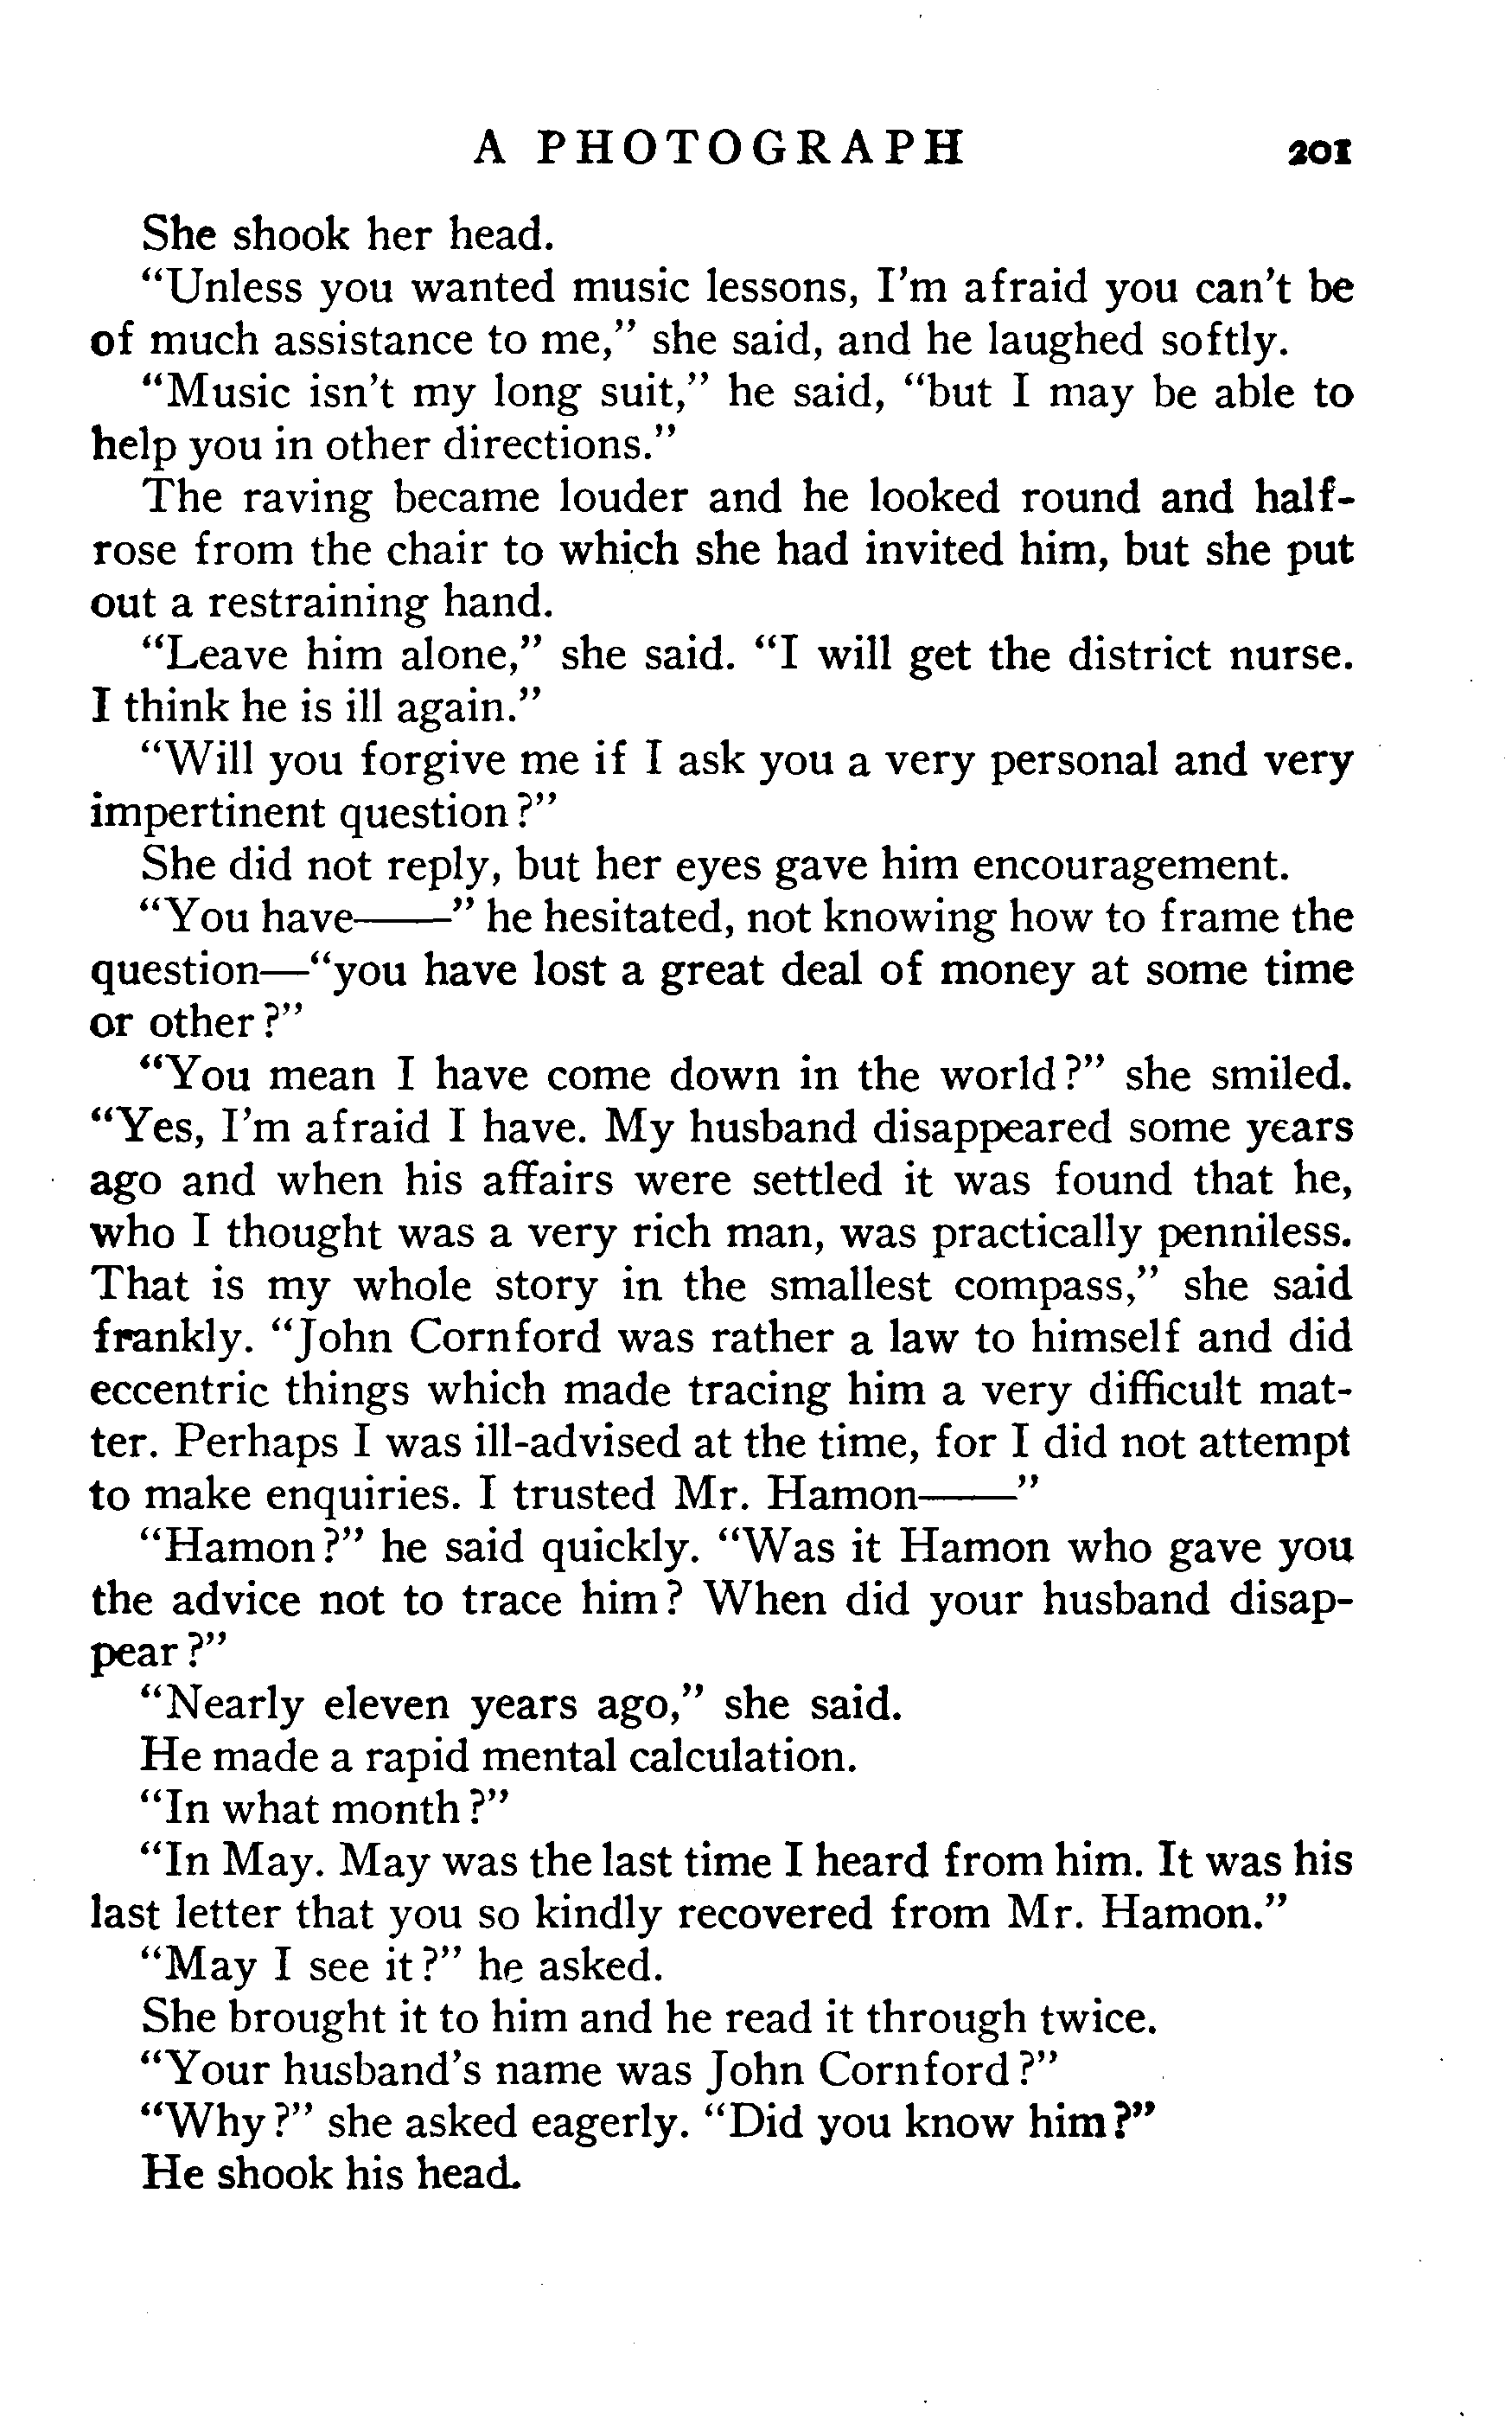 A PHOTOGRAPH 201
She shook her head.
“Unless you wanted music lessons, I’m afraid you can’t be
of much assistance to me,” she said, and he laughed softly.
“Music isn’t my long suit,” he said, “but I may be able to
help you in other directions.”
The raving became louder and he looked round and half-
rose from the chair to which she had invited him, but she put
out a restraining hand.
“Leave him alone,” she said. “I will get the district nurse.
I think he is ill again.”
“Will you forgive me if I ask you a very personal and very
impertinent question?”
She did not reply, but her eyes gave him encouragement.
“You have——” he hesitated, not knowing how to frame the
question—“you have lost a great deal of money at some time
or other?”
“You mean I have come down in the world?” she smiled.
“Yes, I’m afraid I have. My husband disappeared some years
ago and when his affairs were settled it was found that he,
who I thought was a very rich man, was practically penniless.
That is my whole story in the smallest compass,” she said
frankly. “John Cornford was rather a law to himself and did
eccentric things which made tracing him a very difficult mat-
ter. Perhaps I was ill-advised at the time, for I did not attempt
to make enquiries. I trusted Mr. Hamon——”
“Hamon?” he said quickly. “Was it Hamon who gave you
the advice not to trace him? When did your husband disap-
pear?”
“Nearly eleven years ago,” she said.
He made a rapid mental calculation.
“In what month?”
“In May. May was the last time I heard from him. It was his
last letter that you so kindly recovered from Mr. Hamon.”
“May I see it?” he asked.
She brought it to him and he read it through twice.
“Your husband’s name was John Cornford?”
“Why?” she asked eagerly. “Did you know him?”
He shook his head.